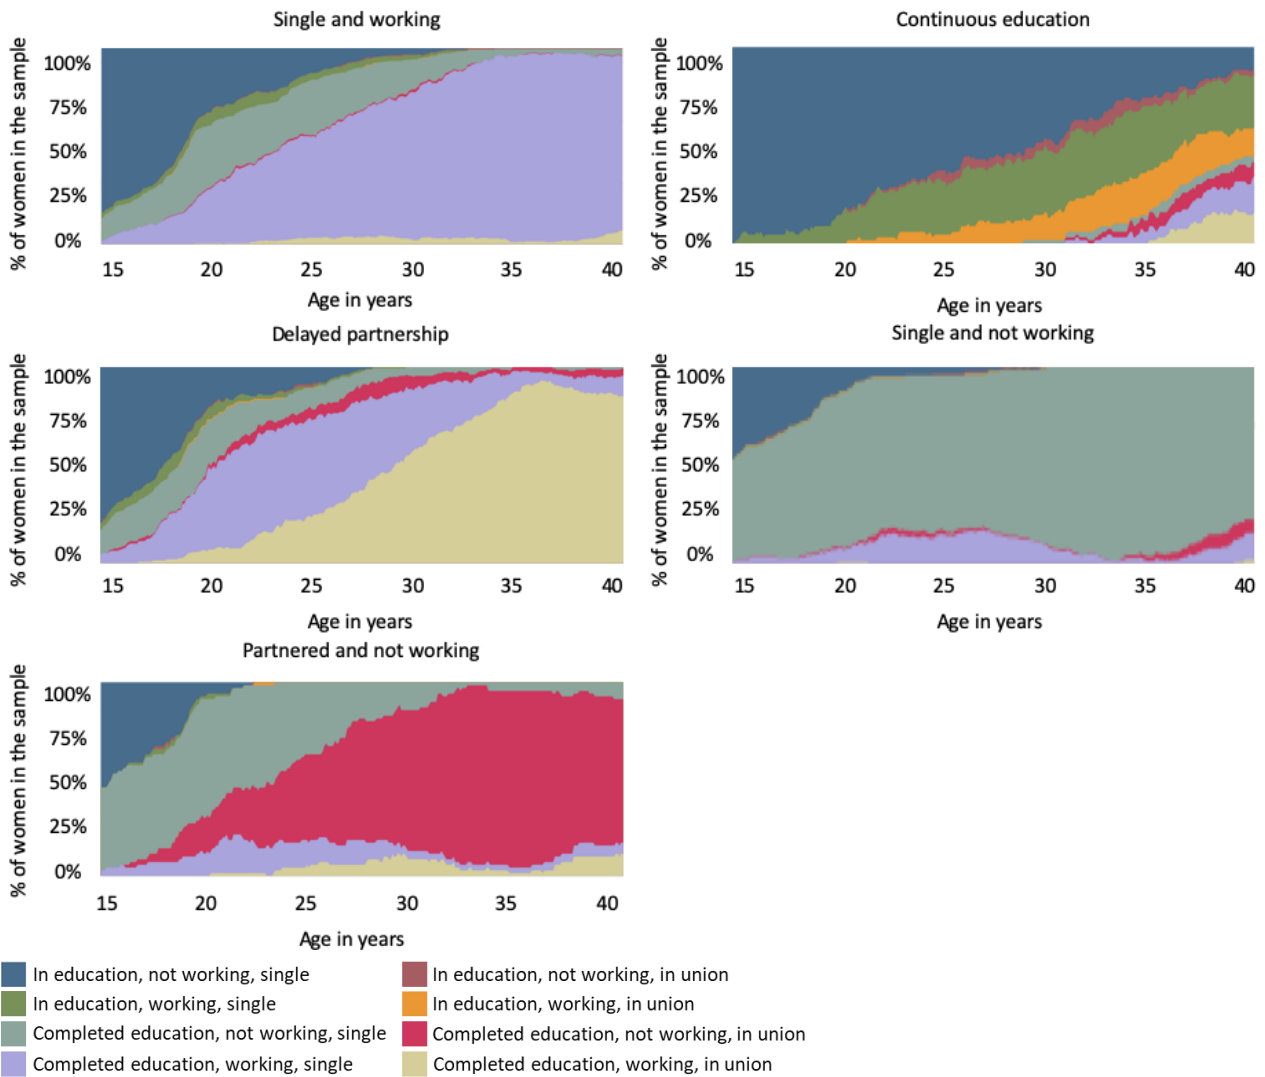 Single and working
% of women in the sample
100%
75%
50%
25%
0%
15 20 25 30 35 40
Age in years
Continuous education
% of women in the sample
100%
75%
50%
25%
0%
15 20 25 30 35 40
Age in years
Delayed partnership
% of women in the sample
100%
75%
50%
25%
0%
15 20 25 30 35 40
Age in years
Single and not working
% of women in the sample
100%
75%
50%
25%
0%
15 20 25 30 35 40
Age in years
Partnered and not working
% of women in the sample
100%
75%
50%
25%
0%
15 20 25 30 35 40
Age in years
In education, not working, single
In education, working, single
Completed education, not working, single
Completed education, working, single
In education, not working, in union
In education, working, in union
Completed education, not working, in union
Completed education, working, in union